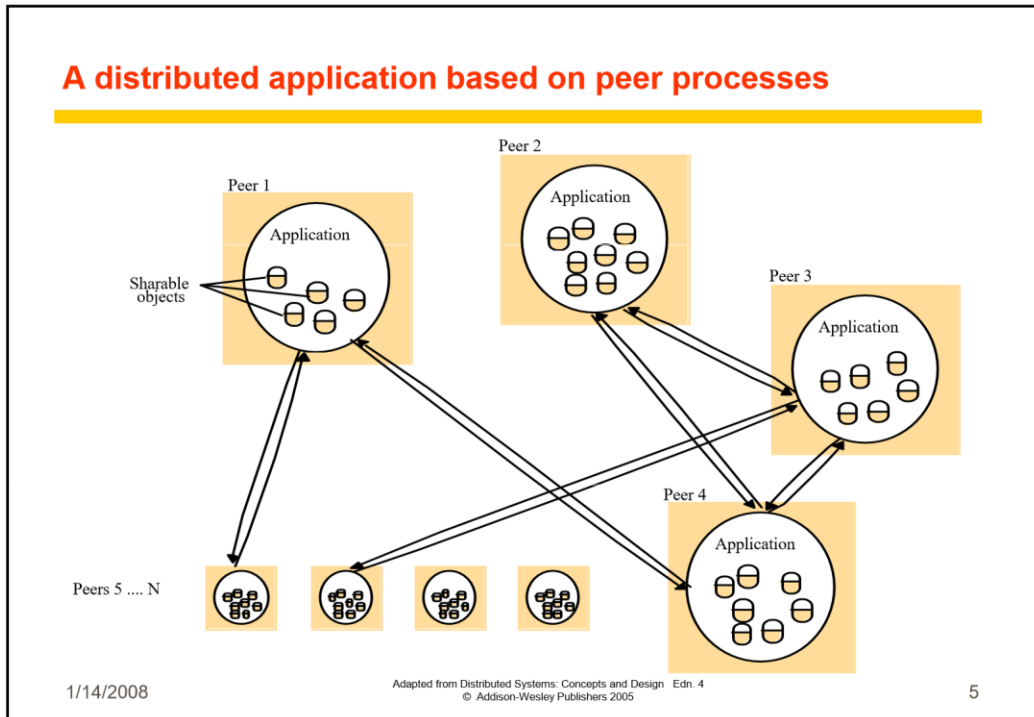 A distributed application based on peer processes
Peer 2
Peer 1
Application
Application
Sharable
objects
Peer 3
Application
Peer 4
Application
Peers 5 .... N
1/14/2008
Adapted from Distributed Systems: Concepts and Design Edn. 4
© Addison-Wesley Publishers 2005
5